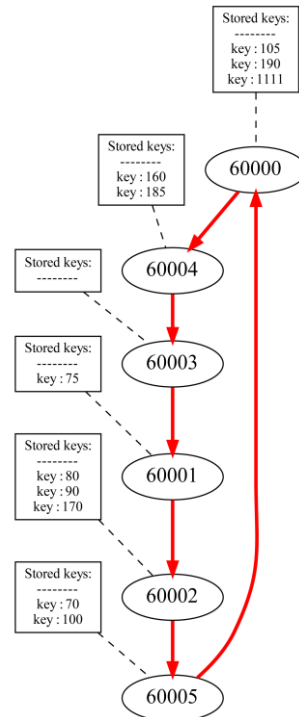 Stored keys:
--------
key : 105
key : 190
key : 1111
60000
Stored keys:
--------
key : 160
key : 185
60004
Stored keys:
--------
60003
Stored keys:
--------
key : 75
60001
Stored keys:
--------
key : 80
key : 90
key : 170
60002
Stored keys:
--------
key : 70
key : 100
60005